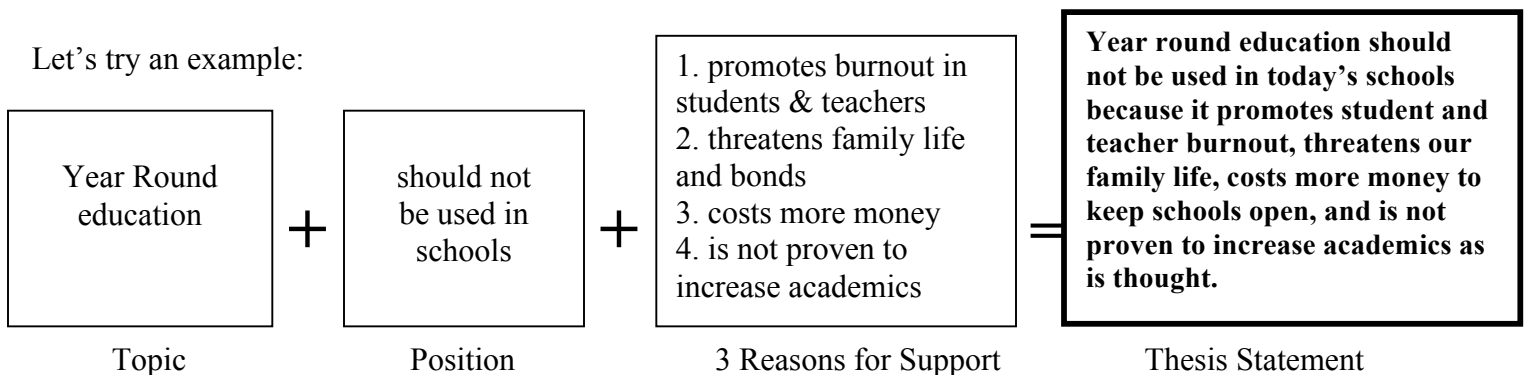 Let's try an example:
Year Round
education
+
should not
be used in
schools
+
1. promotes burnout in
students & teachers
2. threatens family life
and bonds
3. costs more money
4. is not proven to
increase academics
=
Year round education should
not be used in today's schools
because it promotes student and
teacher burnout, threatens our
family life, costs more money to
keep schools open, and is not
proven to increase academics as
is thought.
Topic
Position
3 Reasons for Support
Thesis Statement